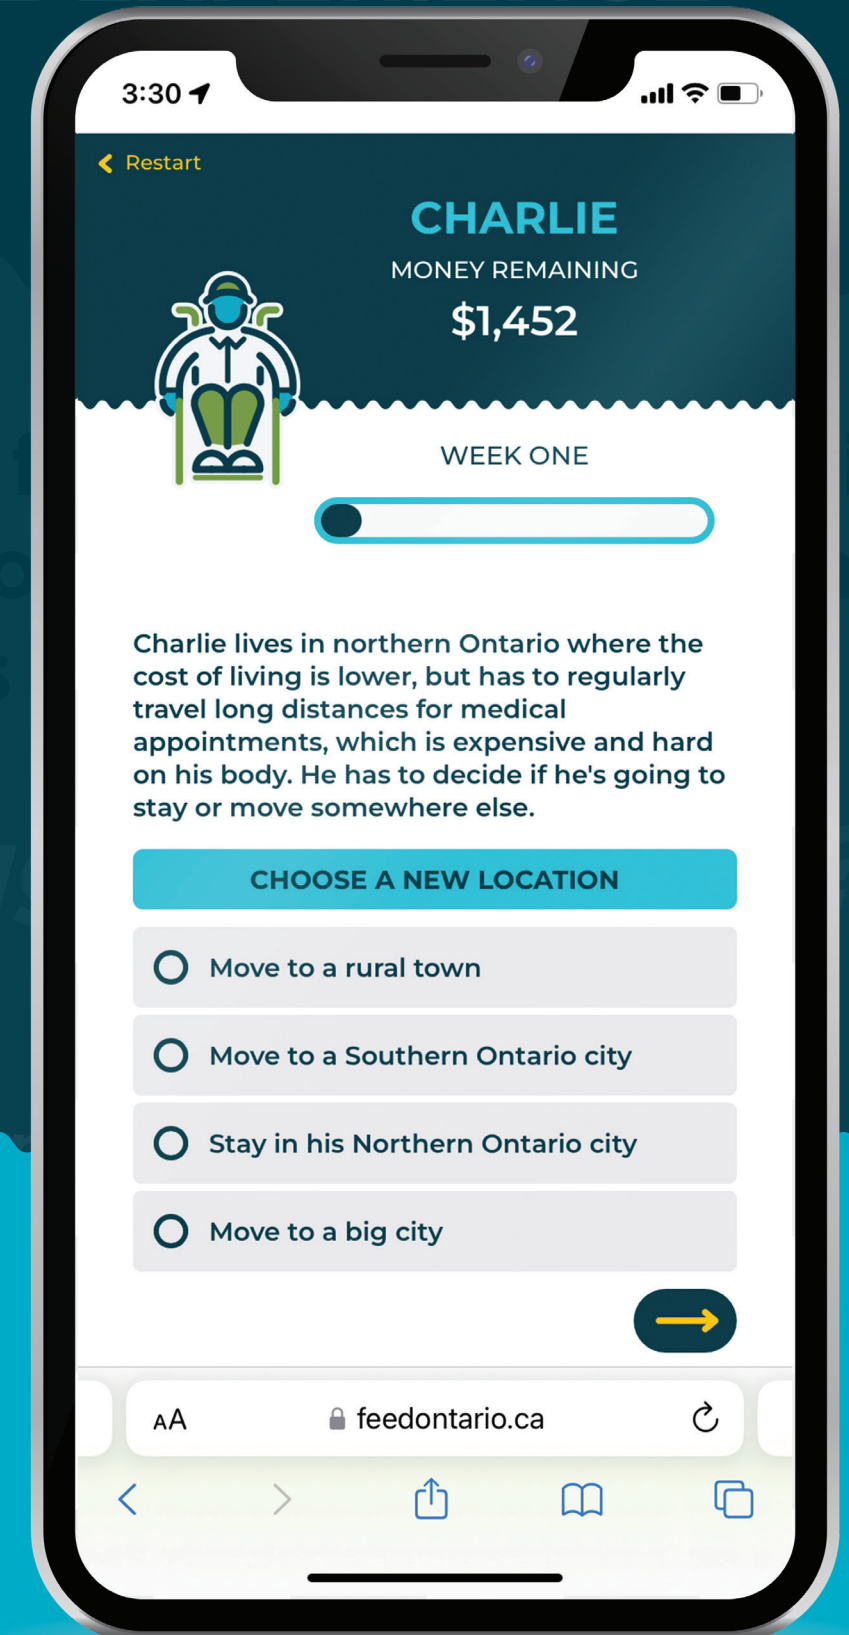 3:30
Restart
CHARLIE
MONEY REMAINING
$1,452
WEEK ONE
Charlie lives in northern Ontario where the
cost of living is lower, but has to regularly
travel long distances for medical
appointments, which is expensive and hard
on his body. He has to decide if he's going to
stay or move somewhere else.
CHOOSE A NEW LOCATION
Move to a rural town
Move to a Southern Ontario city
Stay in his Northern Ontario city
Move to a big city
AA
feedontario.ca